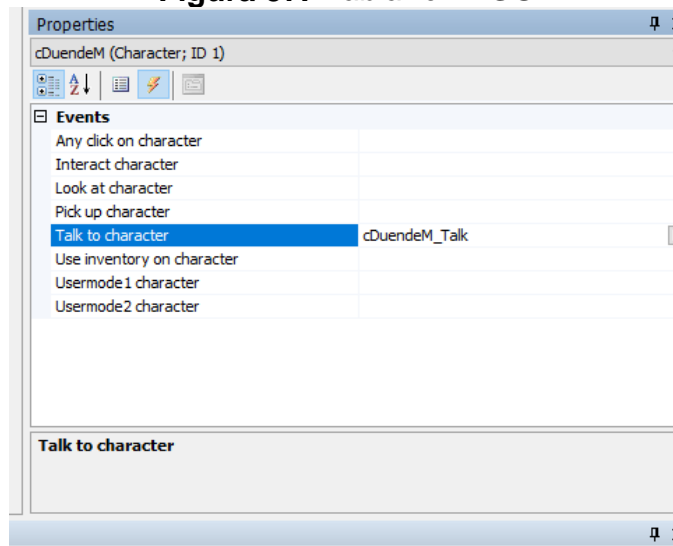 Properties
cDuendeM (Character; ID 1)
Events
Any click on character
Interact character
Look at character
Pick up character
Talk to character cDuendeM_Talk
Use inventory on character
Usermode1 character
Usermode2 character
Talk to character